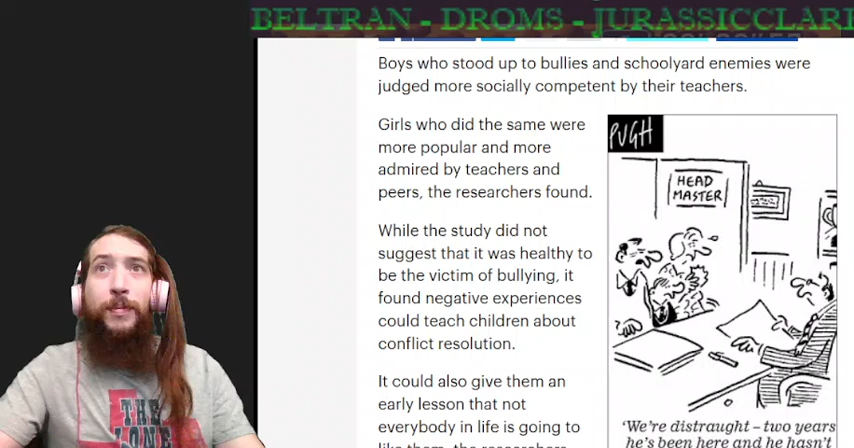 BELTRAN - DROMS - JURASSICCLARK
Boys who stood up to bullies and schoolyard enemies were
judged more socially competent by their teachers.
Girls who did the same were
more popular and more
admired by teachers and
peers, the researchers found.
While the study did not
suggest that it was healthy to
be the victim of bullying, it
found negative experiences
could teach children about
conflict resolution.
It could also give them an
early lesson that not
everybody in life is going to
PUGH
HEAD
MASTER
'We're distraught – two years
he's been here and he hasn't
THE
LONE